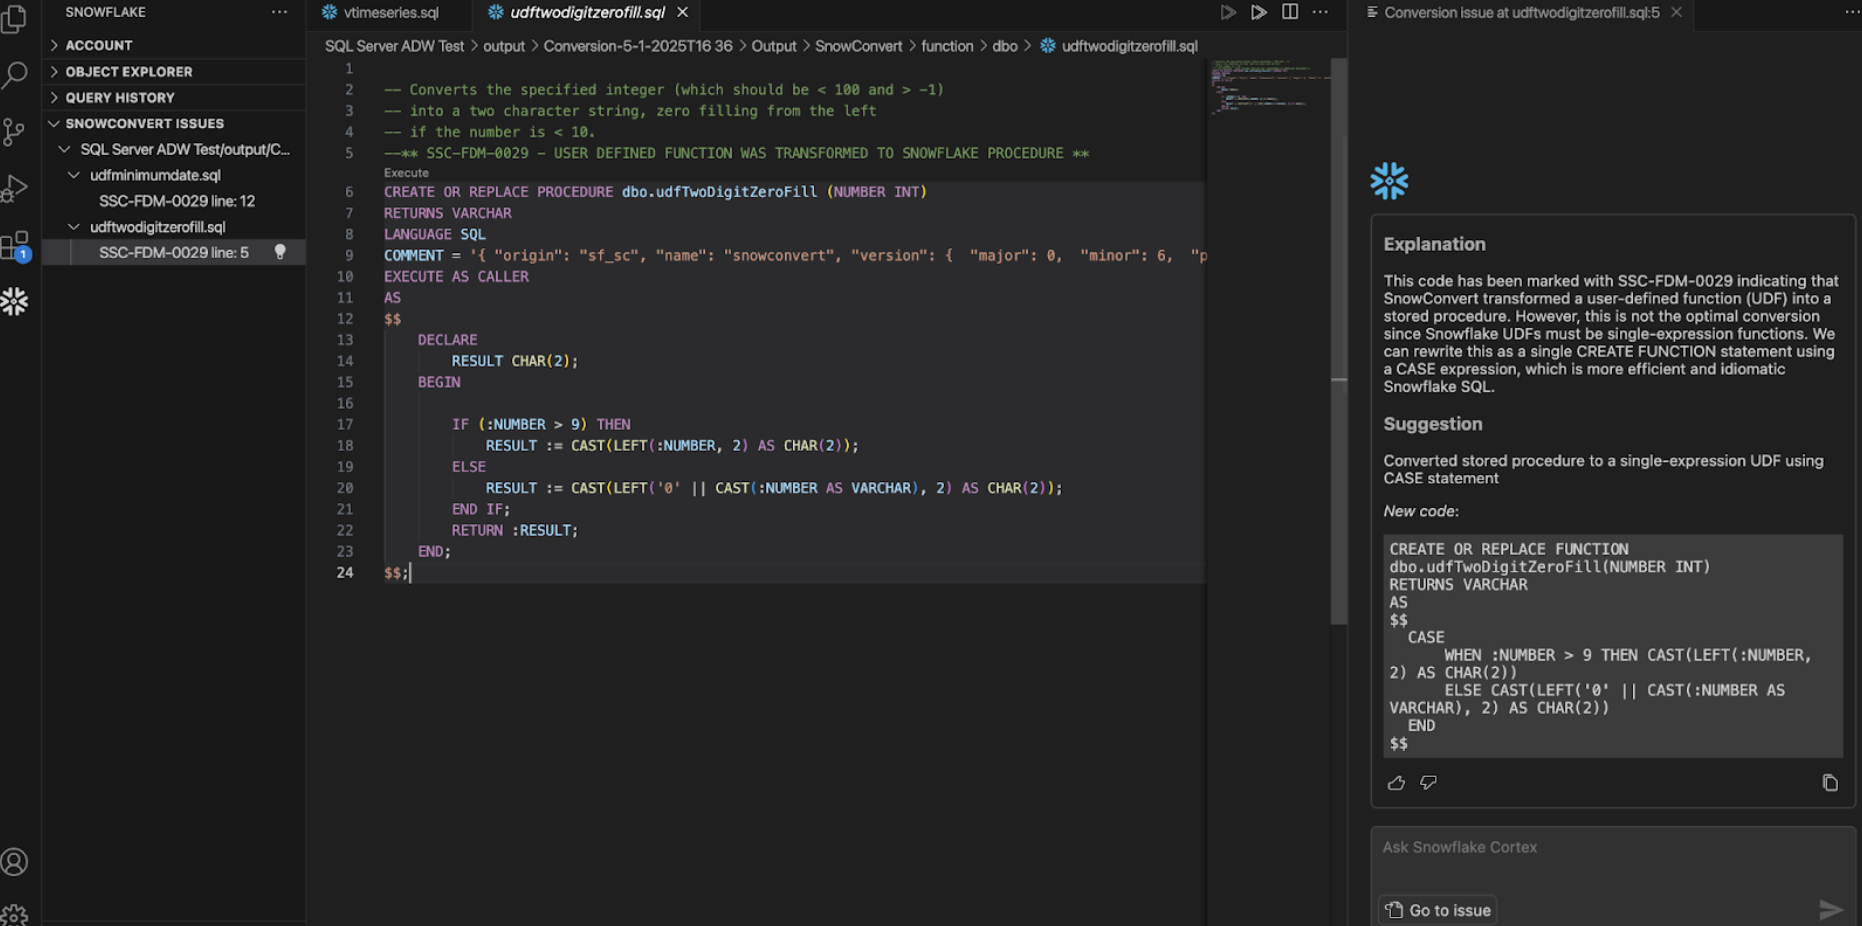 SNOWFLAKE
ACCOUNT
OBJECT EXPLORER
QUERY HISTORY
SNOWCONVERT ISSUES
SQL Server ADW Test/output/C...
udfminimumdate.sql
SSC-FDM-0029 line: 12
udftwodigitzerofill.sql
SSC-FDM-0029 line: 5
1
vtimeseries.sql
udftwodigitzerofill.sql
SQL Server ADW Test > output > Conversion-5-1-2025T16 36 > Output > SnowConvert > function > dbo > udftwodigitzerofill.sql
1
2 -- Converts the specified integer (which should be < 100 and > -1)
3 -- into a two character string, zero filling from the left
4 -- if the number is < 10.
5 --** SSC-FDM-0029 - USER DEFINED FUNCTION WAS TRANSFORMED TO SNOWFLAKE PROCEDURE **
Execute
6 CREATE OR REPLACE PROCEDURE dbo.udfTwoDigitZeroFill (NUMBER INT)
7 RETURNS VARCHAR
8 LANGUAGE SQL
9 COMMENT = '{ "origin": "sf_sc", "name": "snowconvert", "version": {  "major": 0,  "minor": 6,  "p
10 EXECUTE AS CALLER
11 AS
12 $$
13 DECLARE
14 RESULT CHAR(2);
15 BEGIN
16
17 IF (:NUMBER > 9) THEN
18 RESULT := CAST(LEFT(:NUMBER, 2) AS CHAR(2));
19 ELSE
20 RESULT := CAST(LEFT('0' || CAST(:NUMBER AS VARCHAR), 2) AS CHAR(2));
21 END IF;
22 RETURN :RESULT;
23 END;
24 $$;
Conversion issue at udftwodigitzerofill.sql:5
Explanation
This code has been marked with SSC-FDM-0029 indicating that
SnowConvert transformed a user-defined function (UDF) into a
stored procedure. However, this is not the optimal conversion
since Snowflake UDFs must be single-expression functions. We
can rewrite this as a single CREATE FUNCTION statement using
a CASE expression, which is more efficient and idiomatic
Snowflake SQL.
Suggestion
Converted stored procedure to a single-expression UDF using
CASE statement
New code:
CREATE OR REPLACE FUNCTION
dbo.udfTwoDigitZeroFill(NUMBER INT)
RETURNS VARCHAR
AS
$$
CASE
WHEN :NUMBER > 9 THEN CAST(LEFT(:NUMBER,
2) AS CHAR(2))
ELSE CAST(LEFT('0' || CAST(:NUMBER AS
VARCHAR), 2) AS CHAR(2))
END
$$
Ask Snowflake Cortex
Go to issue